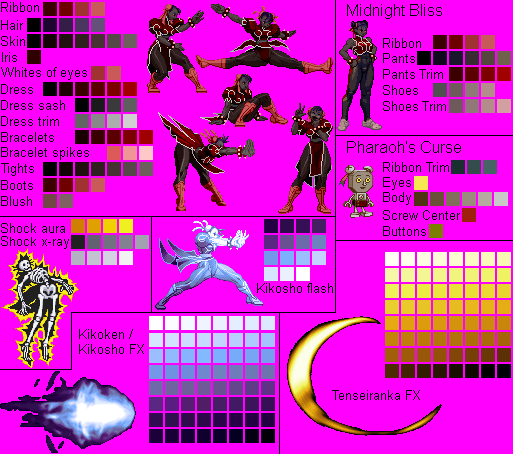 Ribbon
Hair
Skin
Iris
Whites of eyes
Dress
Dress sash
Dress trim
Bracelets
Bracelet spikes
Tights
Boots
Blush
Midnight Bliss
Ribbon
Pants
Pants Trim
Shoes
Shoes Trim
Pharaoh's Curse
Ribbon Trim
Eyes
Body
Screw Center
Buttons
Shock aura
Shock x-ray
Kikosho flash
Kikoken /
Kikosho FX
Tenseiranka FX